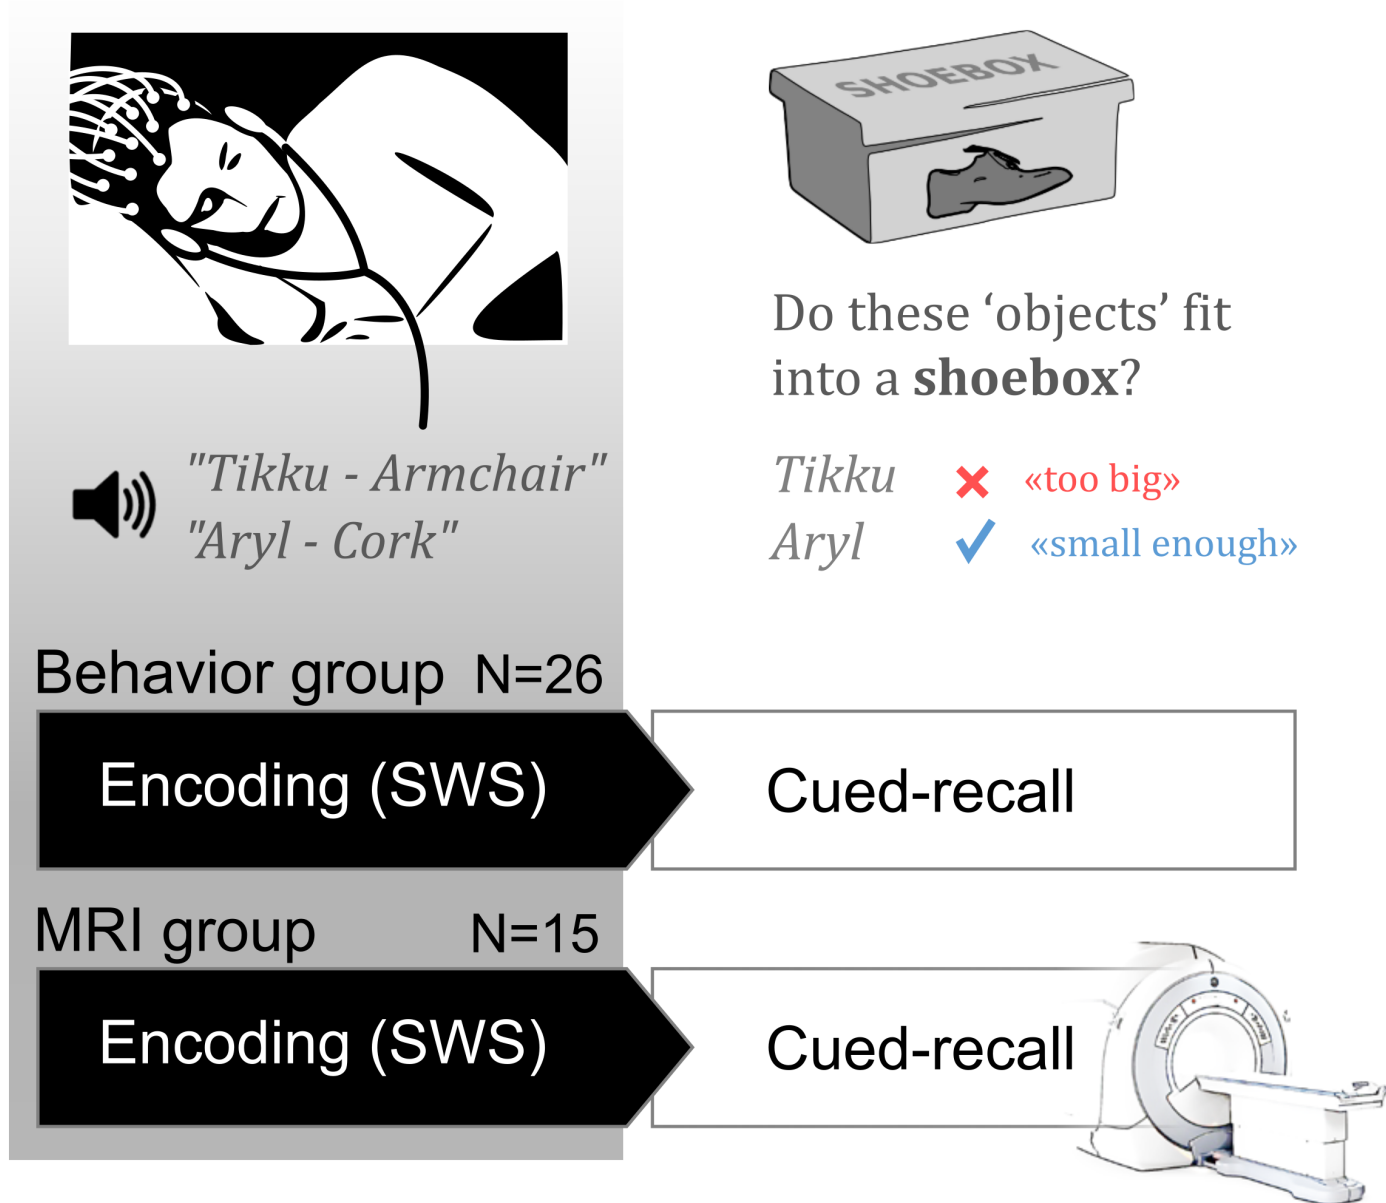 SHOEBOX
Do these ‘objects’ fit
into a shoebox?
"Tikku - Armchair"
"Aryl - Cork"
Tikku «too big»
Aryl «small enough»
Behavior group N=26
Encoding (SWS)
Cued-recall
MRI group N=15
Encoding (SWS)
Cued-recall